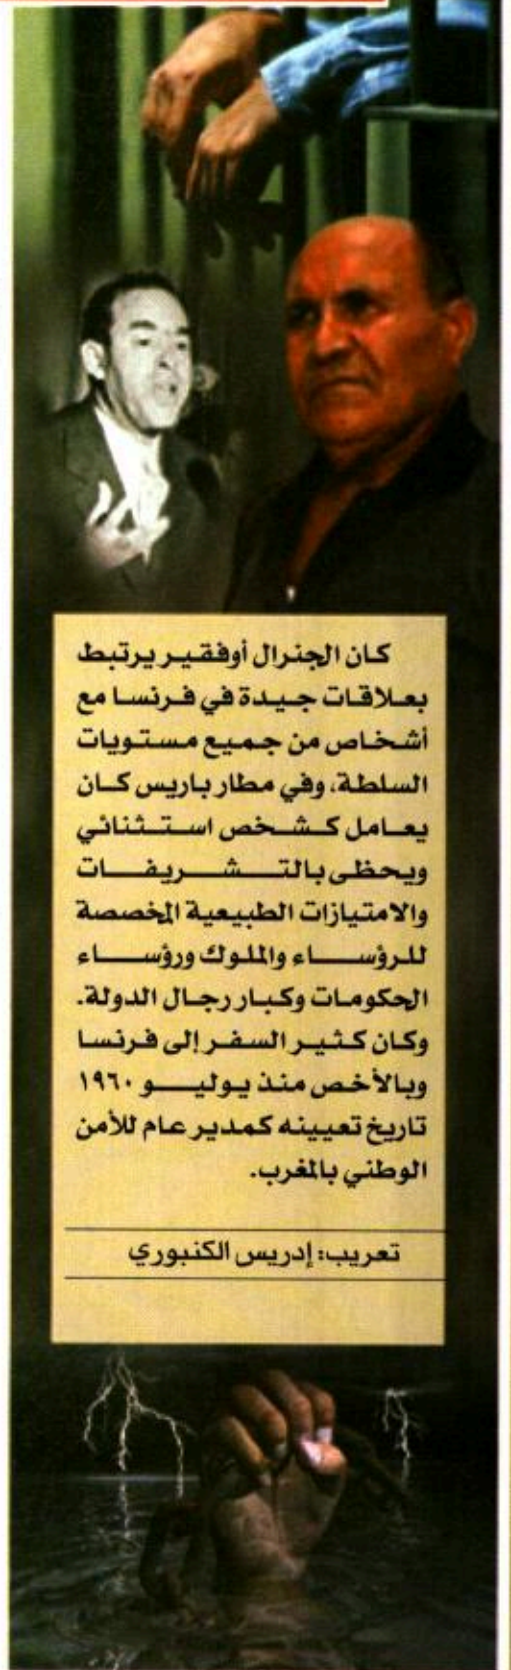 كان الجنرال أوفقير يرتبط
بعلاقات جيدة في فرنسا مع
أشخاص من جميع مستويات
السلطة، وفي مطار باريس كان
يعامل كشخص استثنائي
ويحظى بالتشريفات
والامتيازات الطبيعية المخصصة
للرؤساء والملوك ورؤساء
الحكومات وكبار رجال الدولة.
وكان كثير السفر إلى فرنسا
وبالأخص منذ يوليو ١٩٦٠
تاريخ تعيينه كمدير عام للأمن
الوطني بالمغرب.
تعريب: إدريس الكنبوري